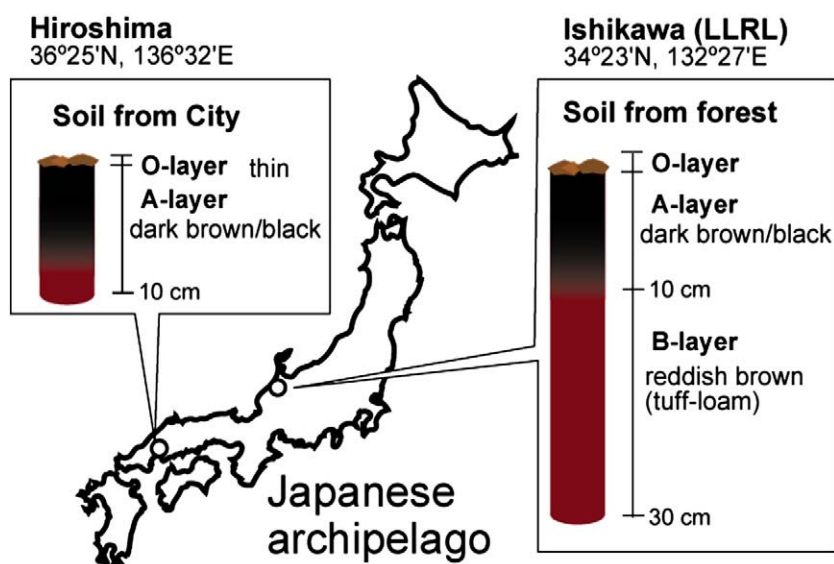 Hiroshima
36º25'N, 136º32'E
Soil from City
O-layer thin
A-layer
dark brown/black
10 cm
Ishikawa (LLRL)
34º23'N, 132º27'E
Soil from forest
O-layer
A-layer
dark brown/black
10 cm
B-layer
reddish brown
(tuff-loam)
30 cm
Japanese
archipelago